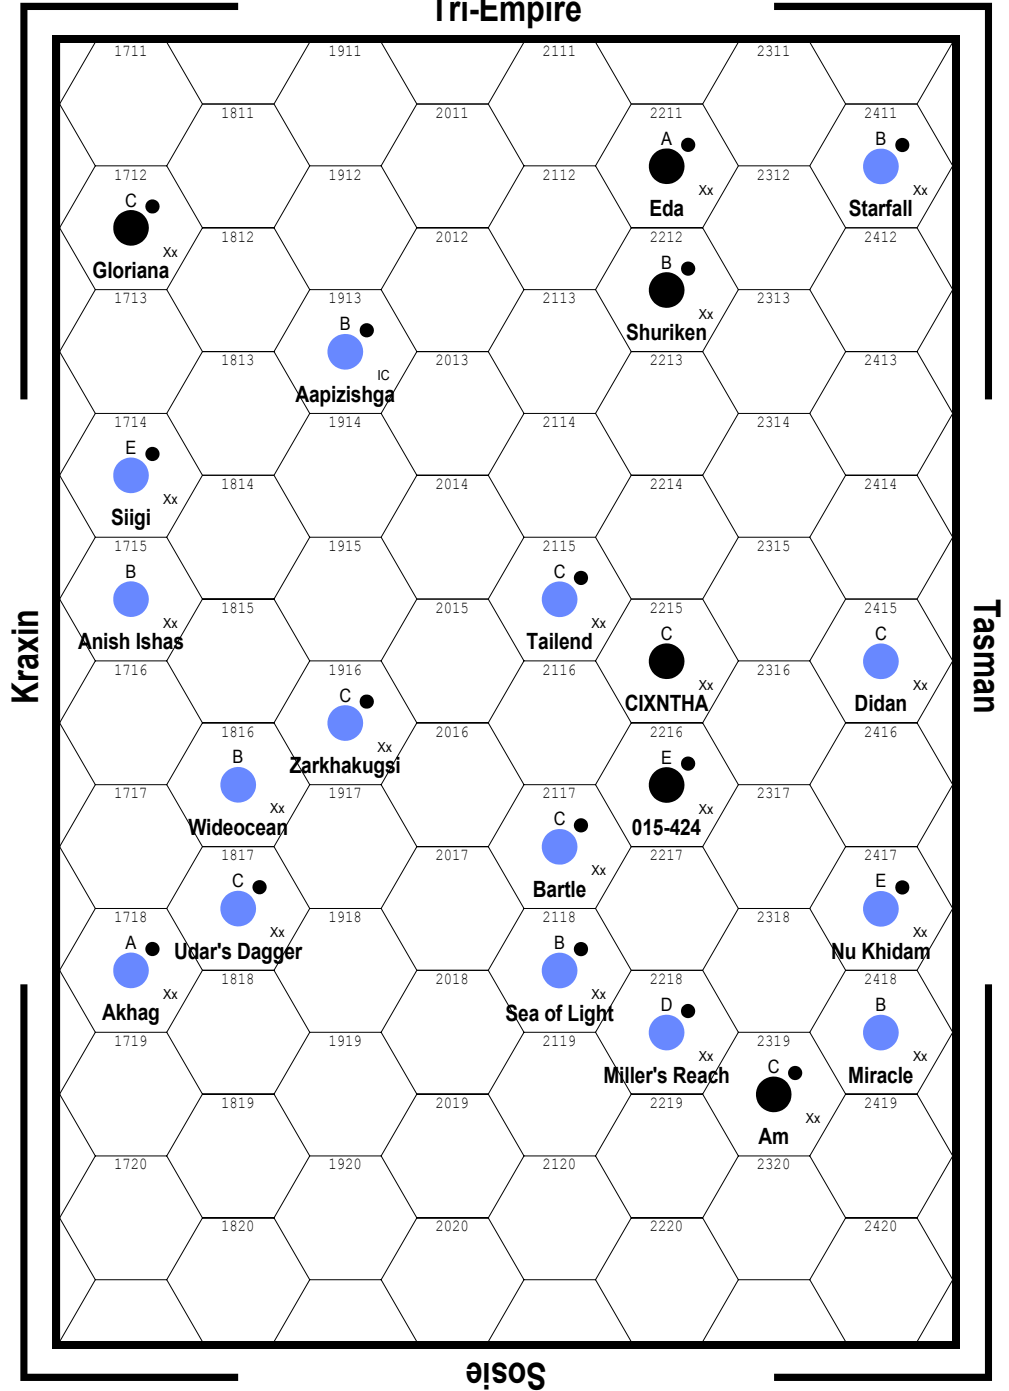 Tri-Empire
1711 1911 2111 2311
1811 2011 2211 2411
A B
1712 1912 2112 Xx 2312 Xx
C Eda Starfall
1812 2012 2212 2412
Xx
Gloriana B
1713 1913 2113 Xx 2313
B Shuriken
1813 2013 2213 2413
IC
Aapizishga
1714 1914 2114 2314
E
1814 2014 2214 2414
Xx
Siigi
1715 1915 2115 2315
B C
1815 2015 2215 2415
Xx Xx
Anish Ishas Tailend C C
1716 1916 2116 Xx 2316 Xx
C CIXNTHA Didan
1816 2016 2216 2416
Xx
B Zarkhakugsi E
1717 Xx 1917 2117 Xx 2317
Wideocean C 015-424
1817 2017 2217 2417
Xx
C Bartle E
1718 Xx 1918 2118 2318 Xx
A Udar's Dagger B Nu Khidam
1818 2018 2218 2418
Xx Xx
Akhag Sea of Light D B
1719 1919 2119 Xx 2319 Xx
Miller's Reach C Miracle
1819 2019 2219 2419
Xx
Am
1720 1920 2120 2320
1820 2020 2220 2420
Kraxin
Tasman
Sosie